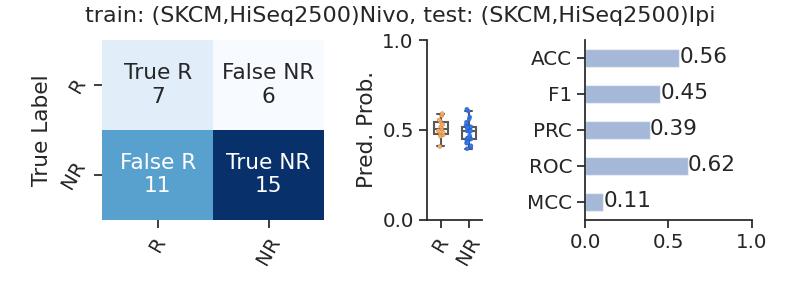 train: (SKCM,HiSeq2500)Nivo, test: (SKCM,HiSeq2500)Ipi
True Label
R
NR
True R
7
False NR
6
False R
11
True NR
15
R
NR
Pred. Prob.
1.0
0.5
0.0
R
NR
ACC
0.56
F1
0.45
PRC
0.39
ROC
0.62
MCC
0.11
0.0
0.5
1.0